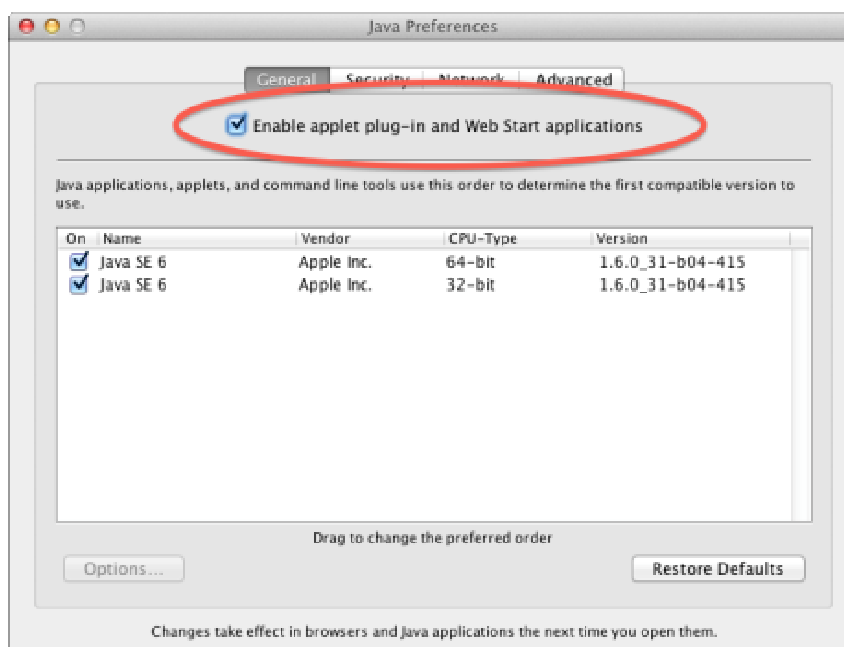 Java Preferences
General Security Network Advanced
Enable applet plug-in and Web Start applications
Java applications, applets, and command line tools use this order to determine the first compatible version to
use.
On Name Vendor CPU-Type Version
Java SE 6 Apple Inc. 64-bit 1.6.0_31-b04-415
Java SE 6 Apple Inc. 32-bit 1.6.0_31-b04-415
Drag to change the preferred order
Options... Restore Defaults
Changes take effect in browsers and Java applications the next time you open them.